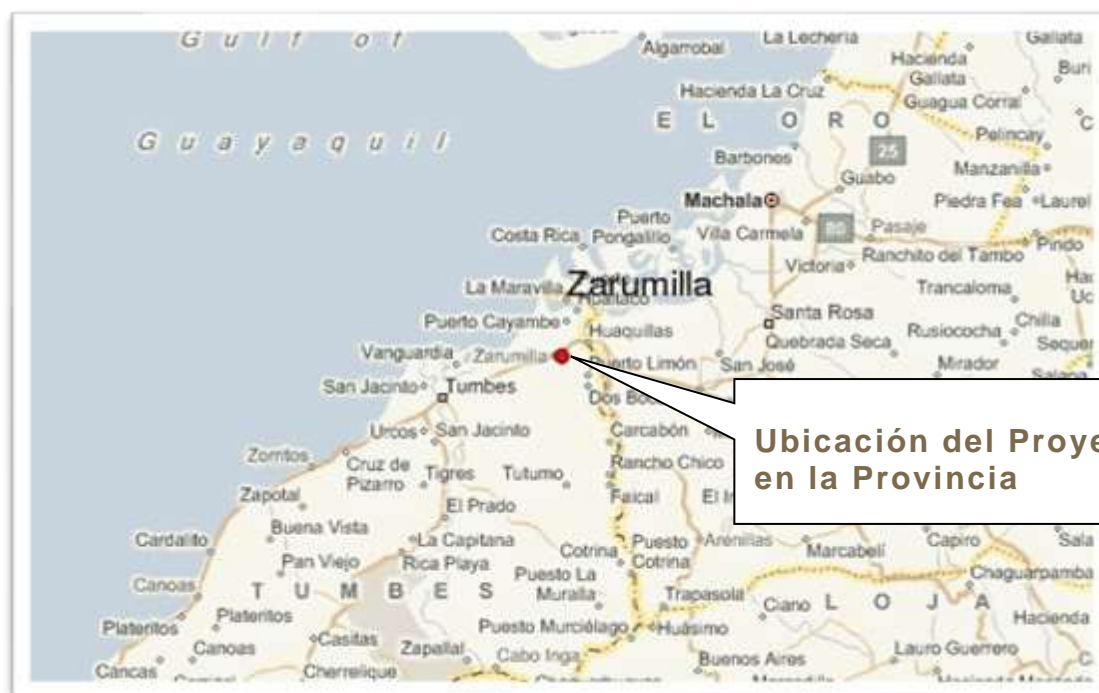 Gulf of
Guayaquil
Algarrobal
La Lechería
Gallata
Hacienda
Gallata
Buri
Hacienda La Cruz
Guagua Corral
EL ORO
25
Pelincay
Barbones
Guabo
Manzanilla
Machala
Piedra Fea
Laurel
Puerto
Pongalillo
Costa Rica
Villa Carmela
Pasaje
Pindo
Victoria
Ranchito del Tambo
La Maravilla
Zarumilla
Hualtaco
Trancaloma
Puerto Cayambe
Huaquillas
Santa Rosa
Chilla
Rusiococha
Quebrada Seca
Vanguardia
Zarumilla
Puerto Limón
San José
Mirador
San Jacinto
Tumbes
Ubicación del Proye
en la Provincia
Urcos
San Jacinto
Carcabón
Zorritos
Cruz de
Pizarro
Tigres
Tutumo
Rancho Chico
Zapotal
El Prado
Faical
Buena Vista
Cardalito
La Capitana
Cotrina
Puesto
Cotrina
Arenillas
Marcabelí
Capiro
Sala
Pan Viejo
Rica Playa
Puesto La
Muralla
Chaguarpamba
Canoas
TUMBES
Trapasola
Ciano
LOJA
Plateritos
Plateritos
Hacienda
Puesto Murciélago
Huásimo
Canoas
Casitas
Zapallal
Cabo Inga
Lauro Guerrero
Buenos Aires
Cancas
Cherrelique